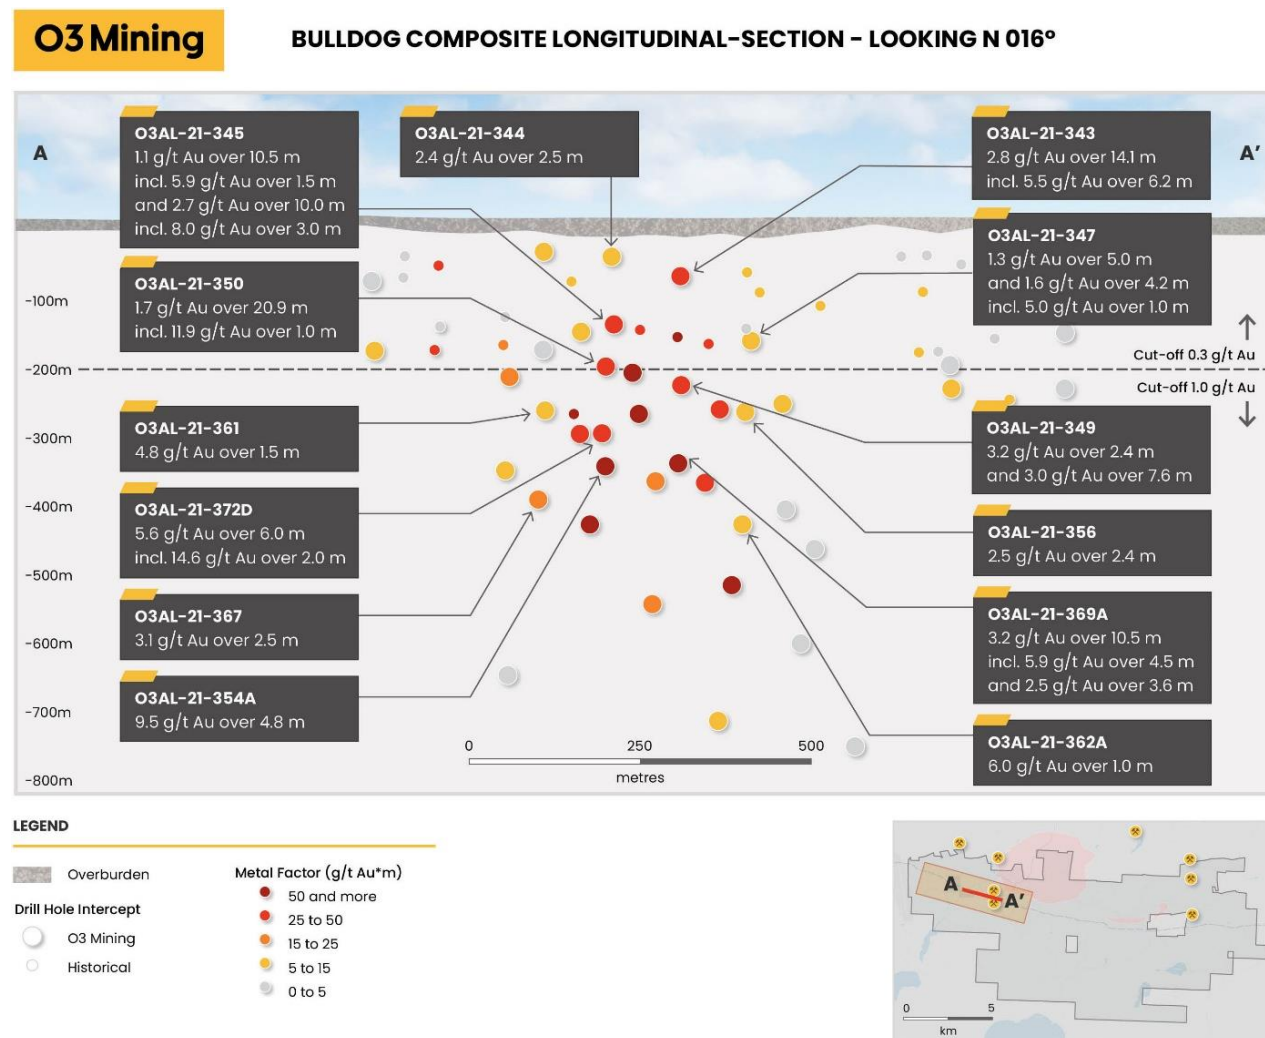 O3 Mining
BULLDOG COMPOSITE LONGITUDINAL-SECTION - LOOKING N 016°
A
A'
O3AL-21-345
1.1 g/t Au over 10.5 m
incl. 5.9 g/t Au over 1.5 m
and 2.7 g/t Au over 10.0 m
incl. 8.0 g/t Au over 3.0 m
O3AL-21-344
2.4 g/t Au over 2.5 m
O3AL-21-343
2.8 g/t Au over 14.1 m
incl. 5.5 g/t Au over 6.2 m
O3AL-21-347
1.3 g/t Au over 5.0 m
and 1.6 g/t Au over 4.2 m
incl. 5.0 g/t Au over 1.0 m
O3AL-21-350
1.7 g/t Au over 20.9 m
incl. 11.9 g/t Au over 1.0 m
-100m
-200m
-300m
-400m
-500m
-600m
-700m
-800m
Cut-off 0.3 g/t Au
Cut-off 1.0 g/t Au
O3AL-21-361
4.8 g/t Au over 1.5 m
O3AL-21-349
3.2 g/t Au over 2.4 m
and 3.0 g/t Au over 7.6 m
O3AL-21-372D
5.6 g/t Au over 6.0 m
incl. 14.6 g/t Au over 2.0 m
O3AL-21-356
2.5 g/t Au over 2.4 m
O3AL-21-367
3.1 g/t Au over 2.5 m
O3AL-21-369A
3.2 g/t Au over 10.5 m
incl. 5.9 g/t Au over 4.5 m
and 2.5 g/t Au over 3.6 m
O3AL-21-354A
9.5 g/t Au over 4.8 m
O3AL-21-362A
6.0 g/t Au over 1.0 m
0 250 500
metres
LEGEND
Overburden
Drill Hole Intercept
O3 Mining
Historical
Metal Factor (g/t Au*m)
50 and more
25 to 50
15 to 25
5 to 15
0 to 5
A
A'
0 5
km